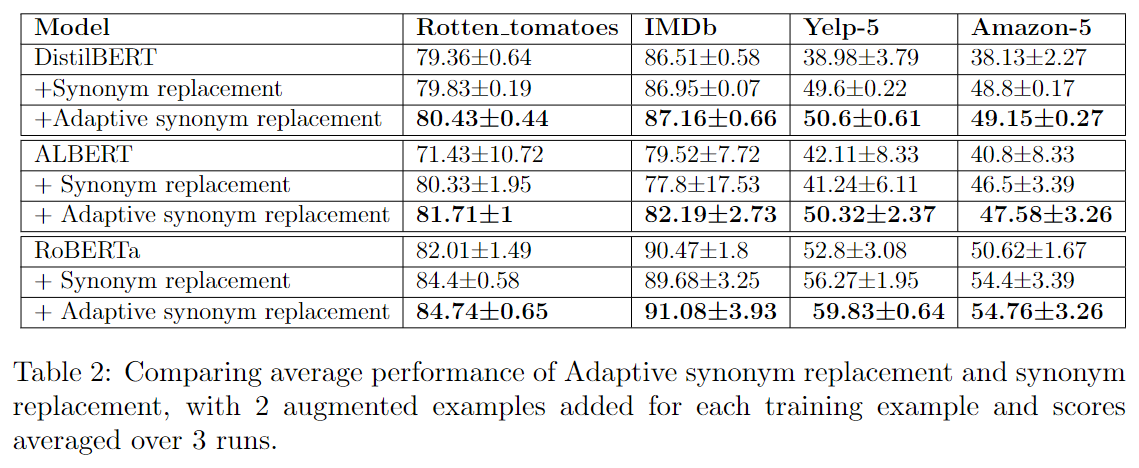 Model Rotten_tomatoes IMDb Yelp-5 Amazon-5
DistilBERT 79.36±0.64 86.51±0.58 38.98±3.79 38.13±2.27
+Synonym replacement 79.83±0.19 86.95±0.07 49.6±0.22 48.8±0.17
+Adaptive synonym replacement 80.43±0.44 87.16±0.66 50.6±0.61 49.15±0.27
ALBERT 71.43±10.72 79.52±7.72 42.11±8.33 40.8±8.33
+ Synonym replacement 80.33±1.95 77.8±17.53 41.24±6.11 46.5±3.39
+ Adaptive synonym replacement 81.71±1 82.19±2.73 50.32±2.37 47.58±3.26
RoBERTa 82.01±1.49 90.47±1.8 52.8±3.08 50.62±1.67
+ Synonym replacement 84.4±0.58 89.68±3.25 56.27±1.95 54.4±3.39
+ Adaptive synonym replacement 84.74±0.65 91.08±3.93 59.83±0.64 54.76±3.26
Table 2: Comparing average performance of Adaptive synonym replacement and synonym
replacement, with 2 augmented examples added for each training example and scores
averaged over 3 runs.